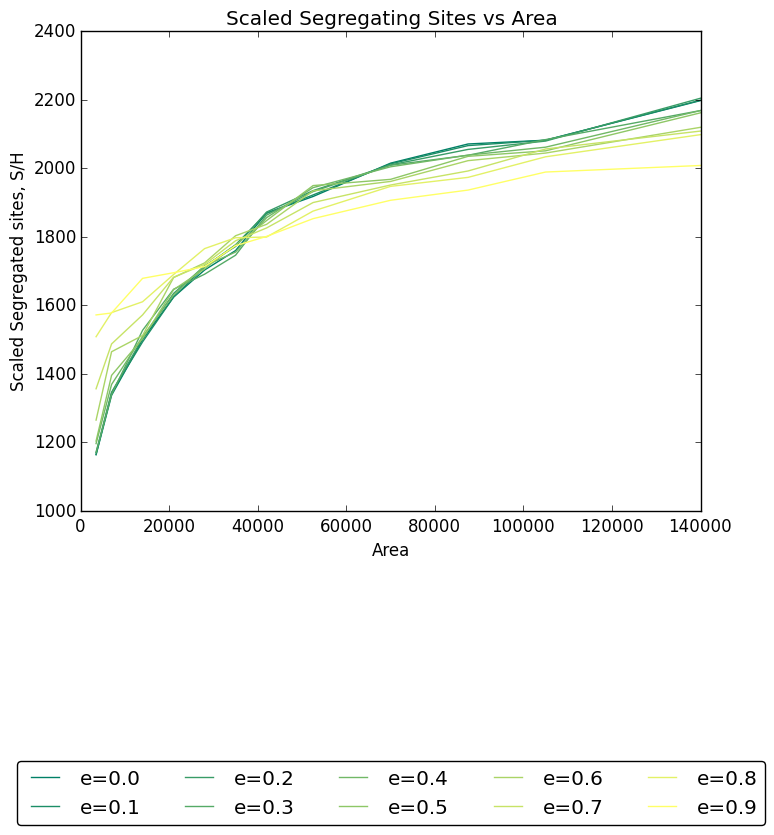 Scaled Segregating Sites vs Area
Scaled Segregated sites, S/H
2400
2200
2000
1800
1600
1400
1200
1000
0 20000 40000 60000 80000 100000 120000 140000
Area
e=0.0 e=0.2 e=0.4 e=0.6 e=0.8
e=0.1 e=0.3 e=0.5 e=0.7 e=0.9